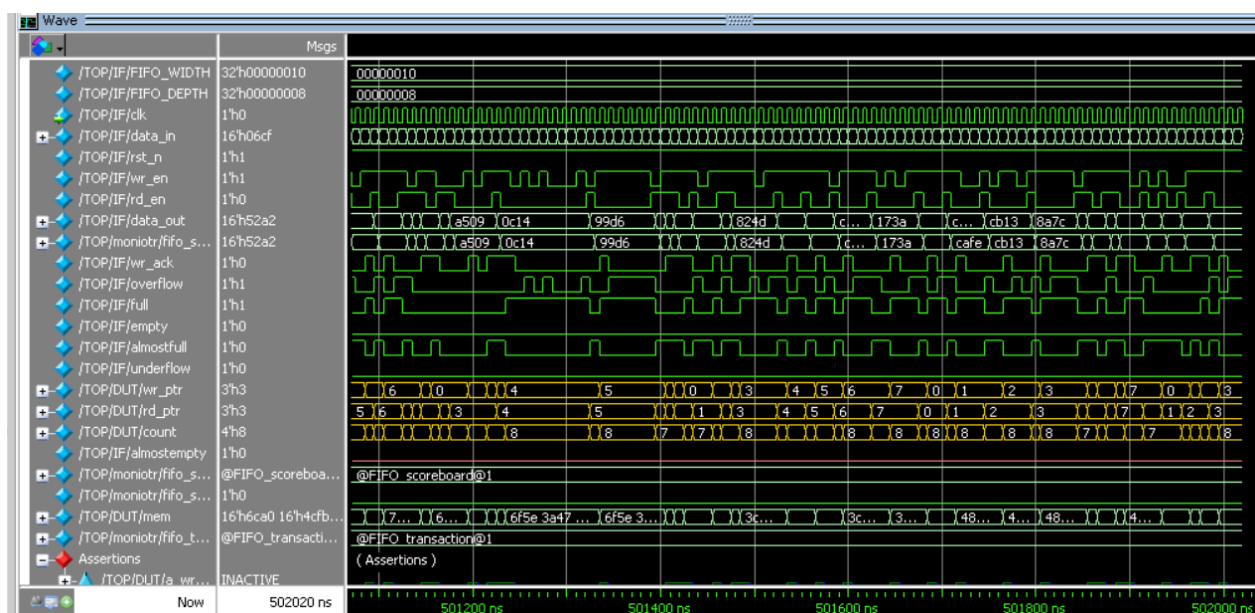 Wave
Msgs
/TOP/IF/FIFO_WIDTH 32'h00000010 00000010
/TOP/IF/FIFO_DEPTH 32'h00000008 00000008
/TOP/IF/clk 1'h0
/TOP/IF/data_in 16'h06cf
/TOP/IF/rst_n 1'h1
/TOP/IF/wr_en 1'h1
/TOP/IF/rd_en 1'h0
/TOP/IF/data_out 16'h52a2 a509 0c14 99d6 824d c... 173a c... cb13 8a7c
/TOP/moniotr/fifo_s... 16'h52a2 a509 0c14 99d6 824d c... 173a cafe cb13 8a7c
/TOP/IF/wr_ack 1'h0
/TOP/IF/overflow 1'h1
/TOP/IF/full 1'h1
/TOP/IF/empty 1'h0
/TOP/IF/almostfull 1'h0
/TOP/IF/underflow 1'h0
/TOP/DUT/wr_ptr 3'h3 6 0 4 5 0 3 4 5 6 7 0 1 2 3 7 0 3
/TOP/DUT/rd_ptr 3'h3 5 6 3 4 5 1 3 4 5 6 7 0 1 2 3 7 1 2 3
/TOP/DUT/count 4'h8 8 8 7 7 8 8 8 8 8 8 8 7 7 8
/TOP/IF/almostempty 1'h0
/TOP/moniotr/fifo_s... @FIFO_scoreboa... @FIFO_scoreboard@1
/TOP/moniotr/fifo_s... 1'h0
/TOP/DUT/mem 16'h6ca0 16'h4cfb... 7... 6... 6f5e 3a47 ... 6f5e 3... 3c... 3c... 3... 48... 4... 48... 4...
/TOP/moniotr/fifo_t... @FIFO_transacti... @FIFO_transaction@1
Assertions ( Assertions )
/TOP/DUT/a_wr... INACTIVE
Now 502020 ns 501200 ns 501400 ns 501600 ns 501800 ns 502000 ns